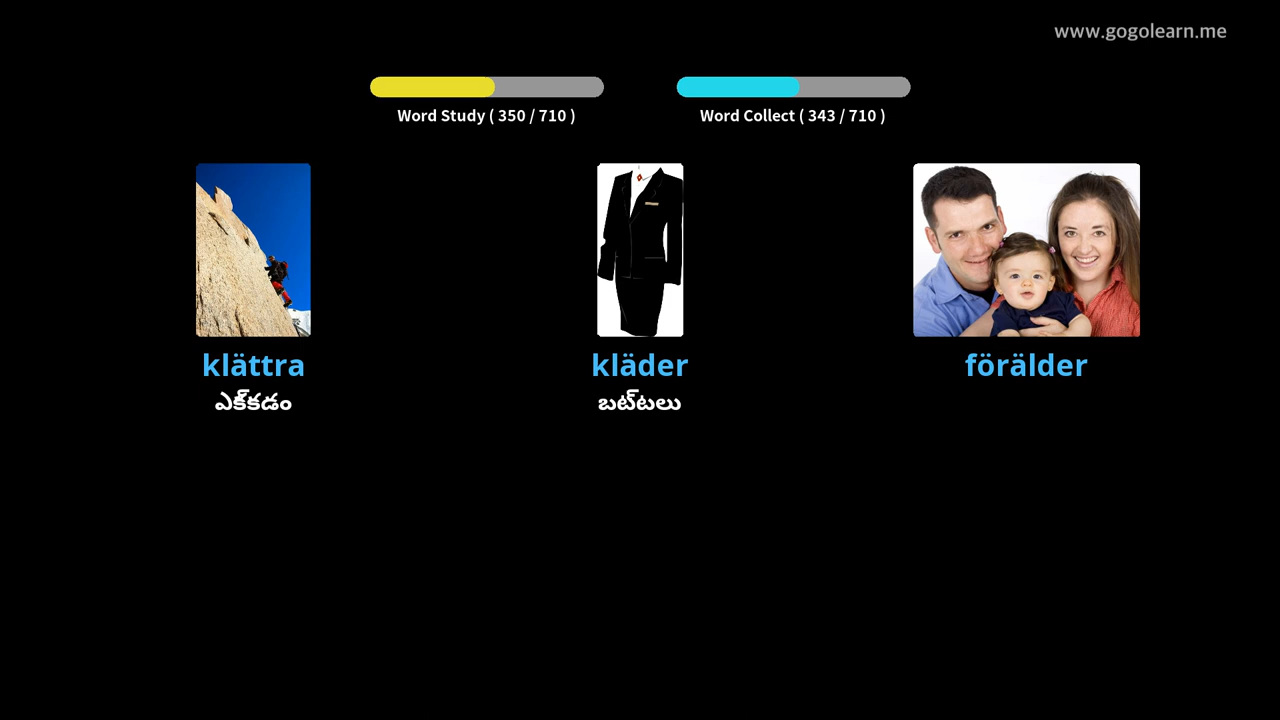 www.gogolearn.me
Word Study ( 350 / 710 )
Word Collect ( 343 / 710 )
klättra
kläder
förälder
ఎక్కడం
బట్టలు